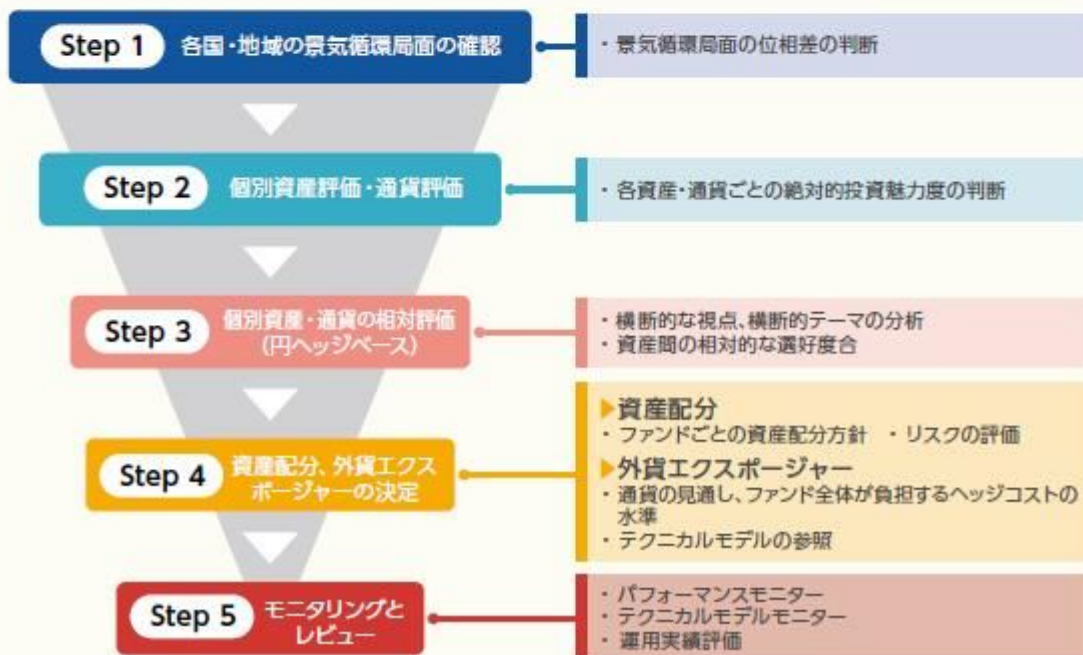 Step 1 各国・地域の景気循環局面の確認
・ 景気循環局面の位相差の判断
Step 2 個別資産評価・通貨評価
・ 各資産・通貨ごとの絶対的投資魅力度の判断
Step 3 個別資産・通貨の相対評価
(円ヘッジベース)
・ 横断的な視点、横断的テーマの分析
・ 資産間の相対的な選好度合
Step 4 資産配分、外貨エクス
ポージャーの決定
▶資産配分
・ ファンドごとの資産配分方針 ・ リスクの評価
▶外貨エクスポージャー
・ 通貨の見通し、ファンド全体が負担するヘッジコストの
水準
・ テクニカルモデルの参照
Step 5 モニタリングと
レビュー
・ パフォーマンスモニター
・ テクニカルモデルモニター
・ 運用実績評価